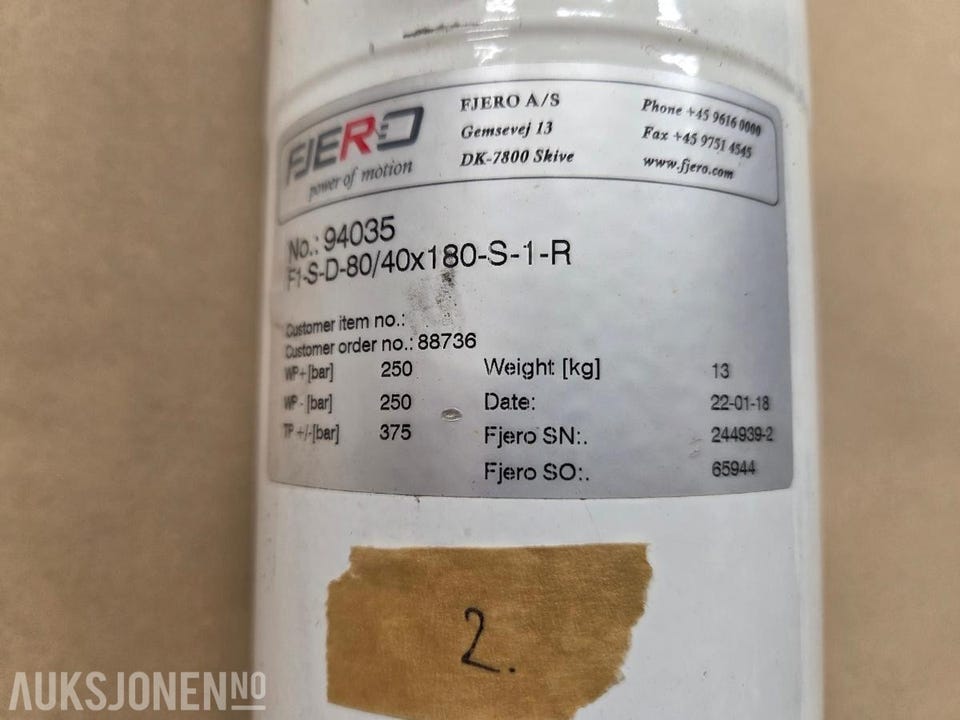 FJERO
power of motion
FJERO A/S
Gemsevej 13
DK-7800 Skive
Phone +45 9616 0000
Fax +45 9751 4545
www.fjero.com
No.: 94035
F1-S-D-80/40x180-S-1-R
Customer item no.:
Customer order no.: 88736
WP+[bar] 250
WP-[bar] 250
TP +/-[bar] 375
Weight [kg] 13
Date: 22-01-18
Fjero SN:. 244939-2
Fjero SO:. 65944
2.
AUKSJONEN NO